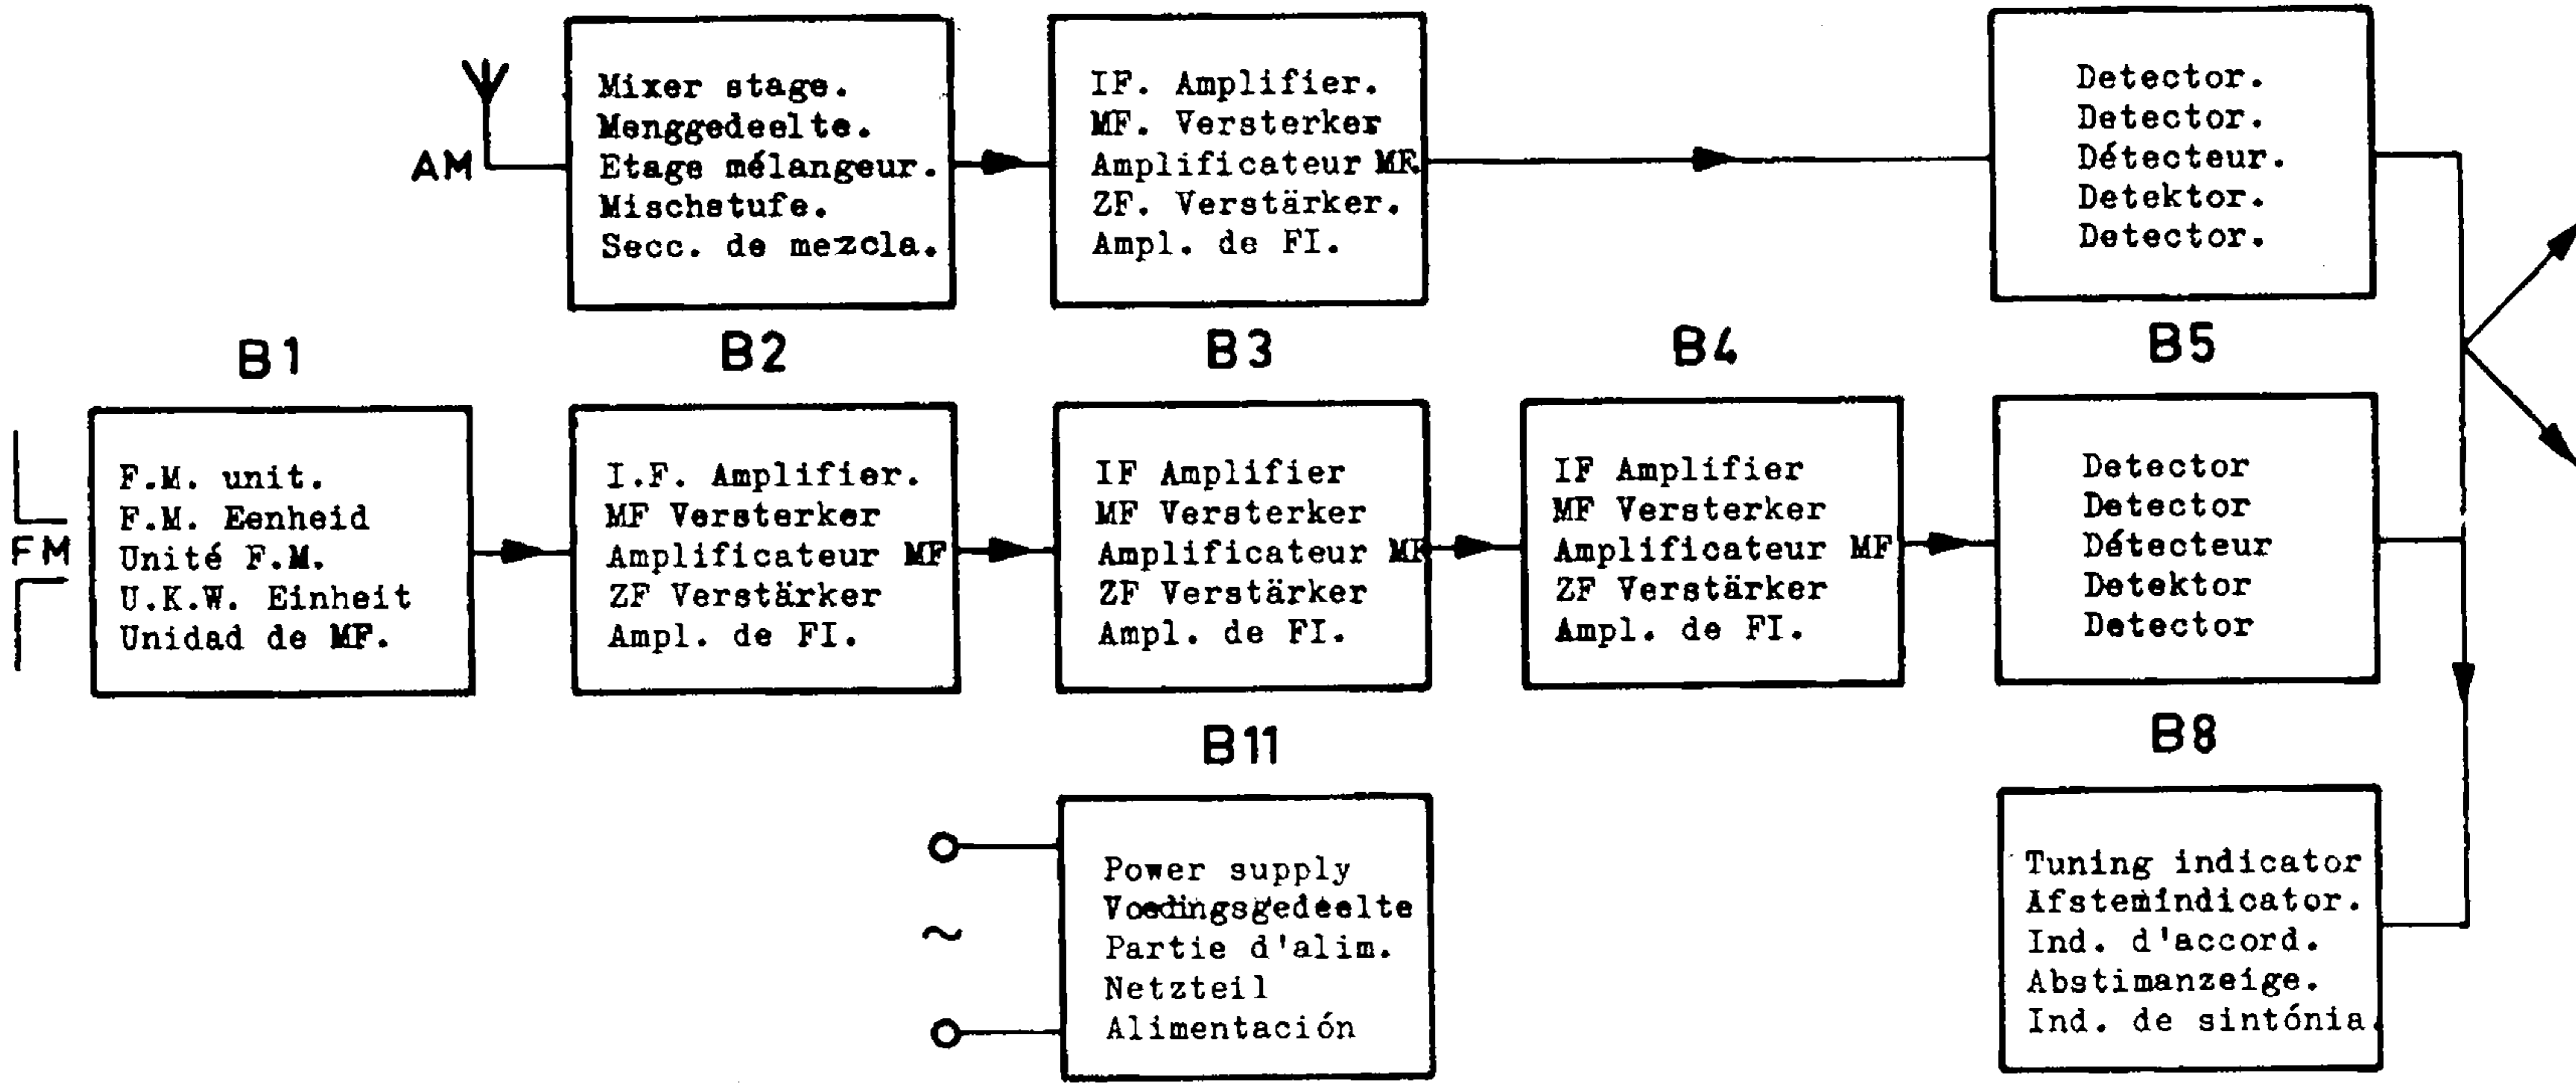 AM
Mixer stage.
Menggedeelte.
Etage mélangeur.
Mischstufe.
Secc. de mezcla.
IF. Amplifier.
MF. Versterker
Amplificateur MF.
ZF. Verstärker.
Ampl. de FI.
Detector.
Detector.
Détecteur.
Detektor.
Detector.
B1
B2
B3
B4
B5
FM
F.M. unit.
F.M. Eenheid
Unité F.M.
U.K.W. Einheit
Unidad de MF.
I.F. Amplifier.
MF Versterker
Amplificateur MF
ZF Verstärker
Ampl. de FI.
IF Amplifier
MF Versterker
Amplificateur MF
ZF Verstärker
Ampl. de FI.
IF Amplifier
MF Versterker
Amplificateur MF
ZF Verstärker
Ampl. de FI.
Detector
Detector
Détecteur
Detektor
Detector
B11
B8
~
Power supply
Voedingsgedeelte
Partie d'alim.
Netzteil
Alimentación
Tuning indicator
Afstemindicator.
Ind. d'accord.
Abstimanzeige.
Ind. de sintónia.